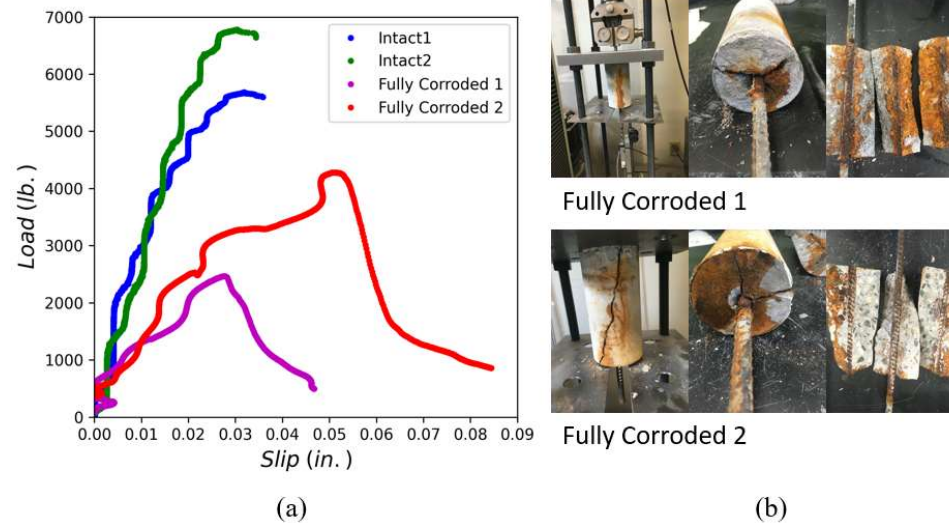 7000
6000
5000
4000
3000
2000
1000
0
Load (lb.)
Intact1
Intact2
Fully Corroded 1
Fully Corroded 2
0.00 0.01 0.02 0.03 0.04 0.05 0.06 0.07 0.08 0.09
Slip (in.)
(a)
Fully Corroded 1
Fully Corroded 2
(b)